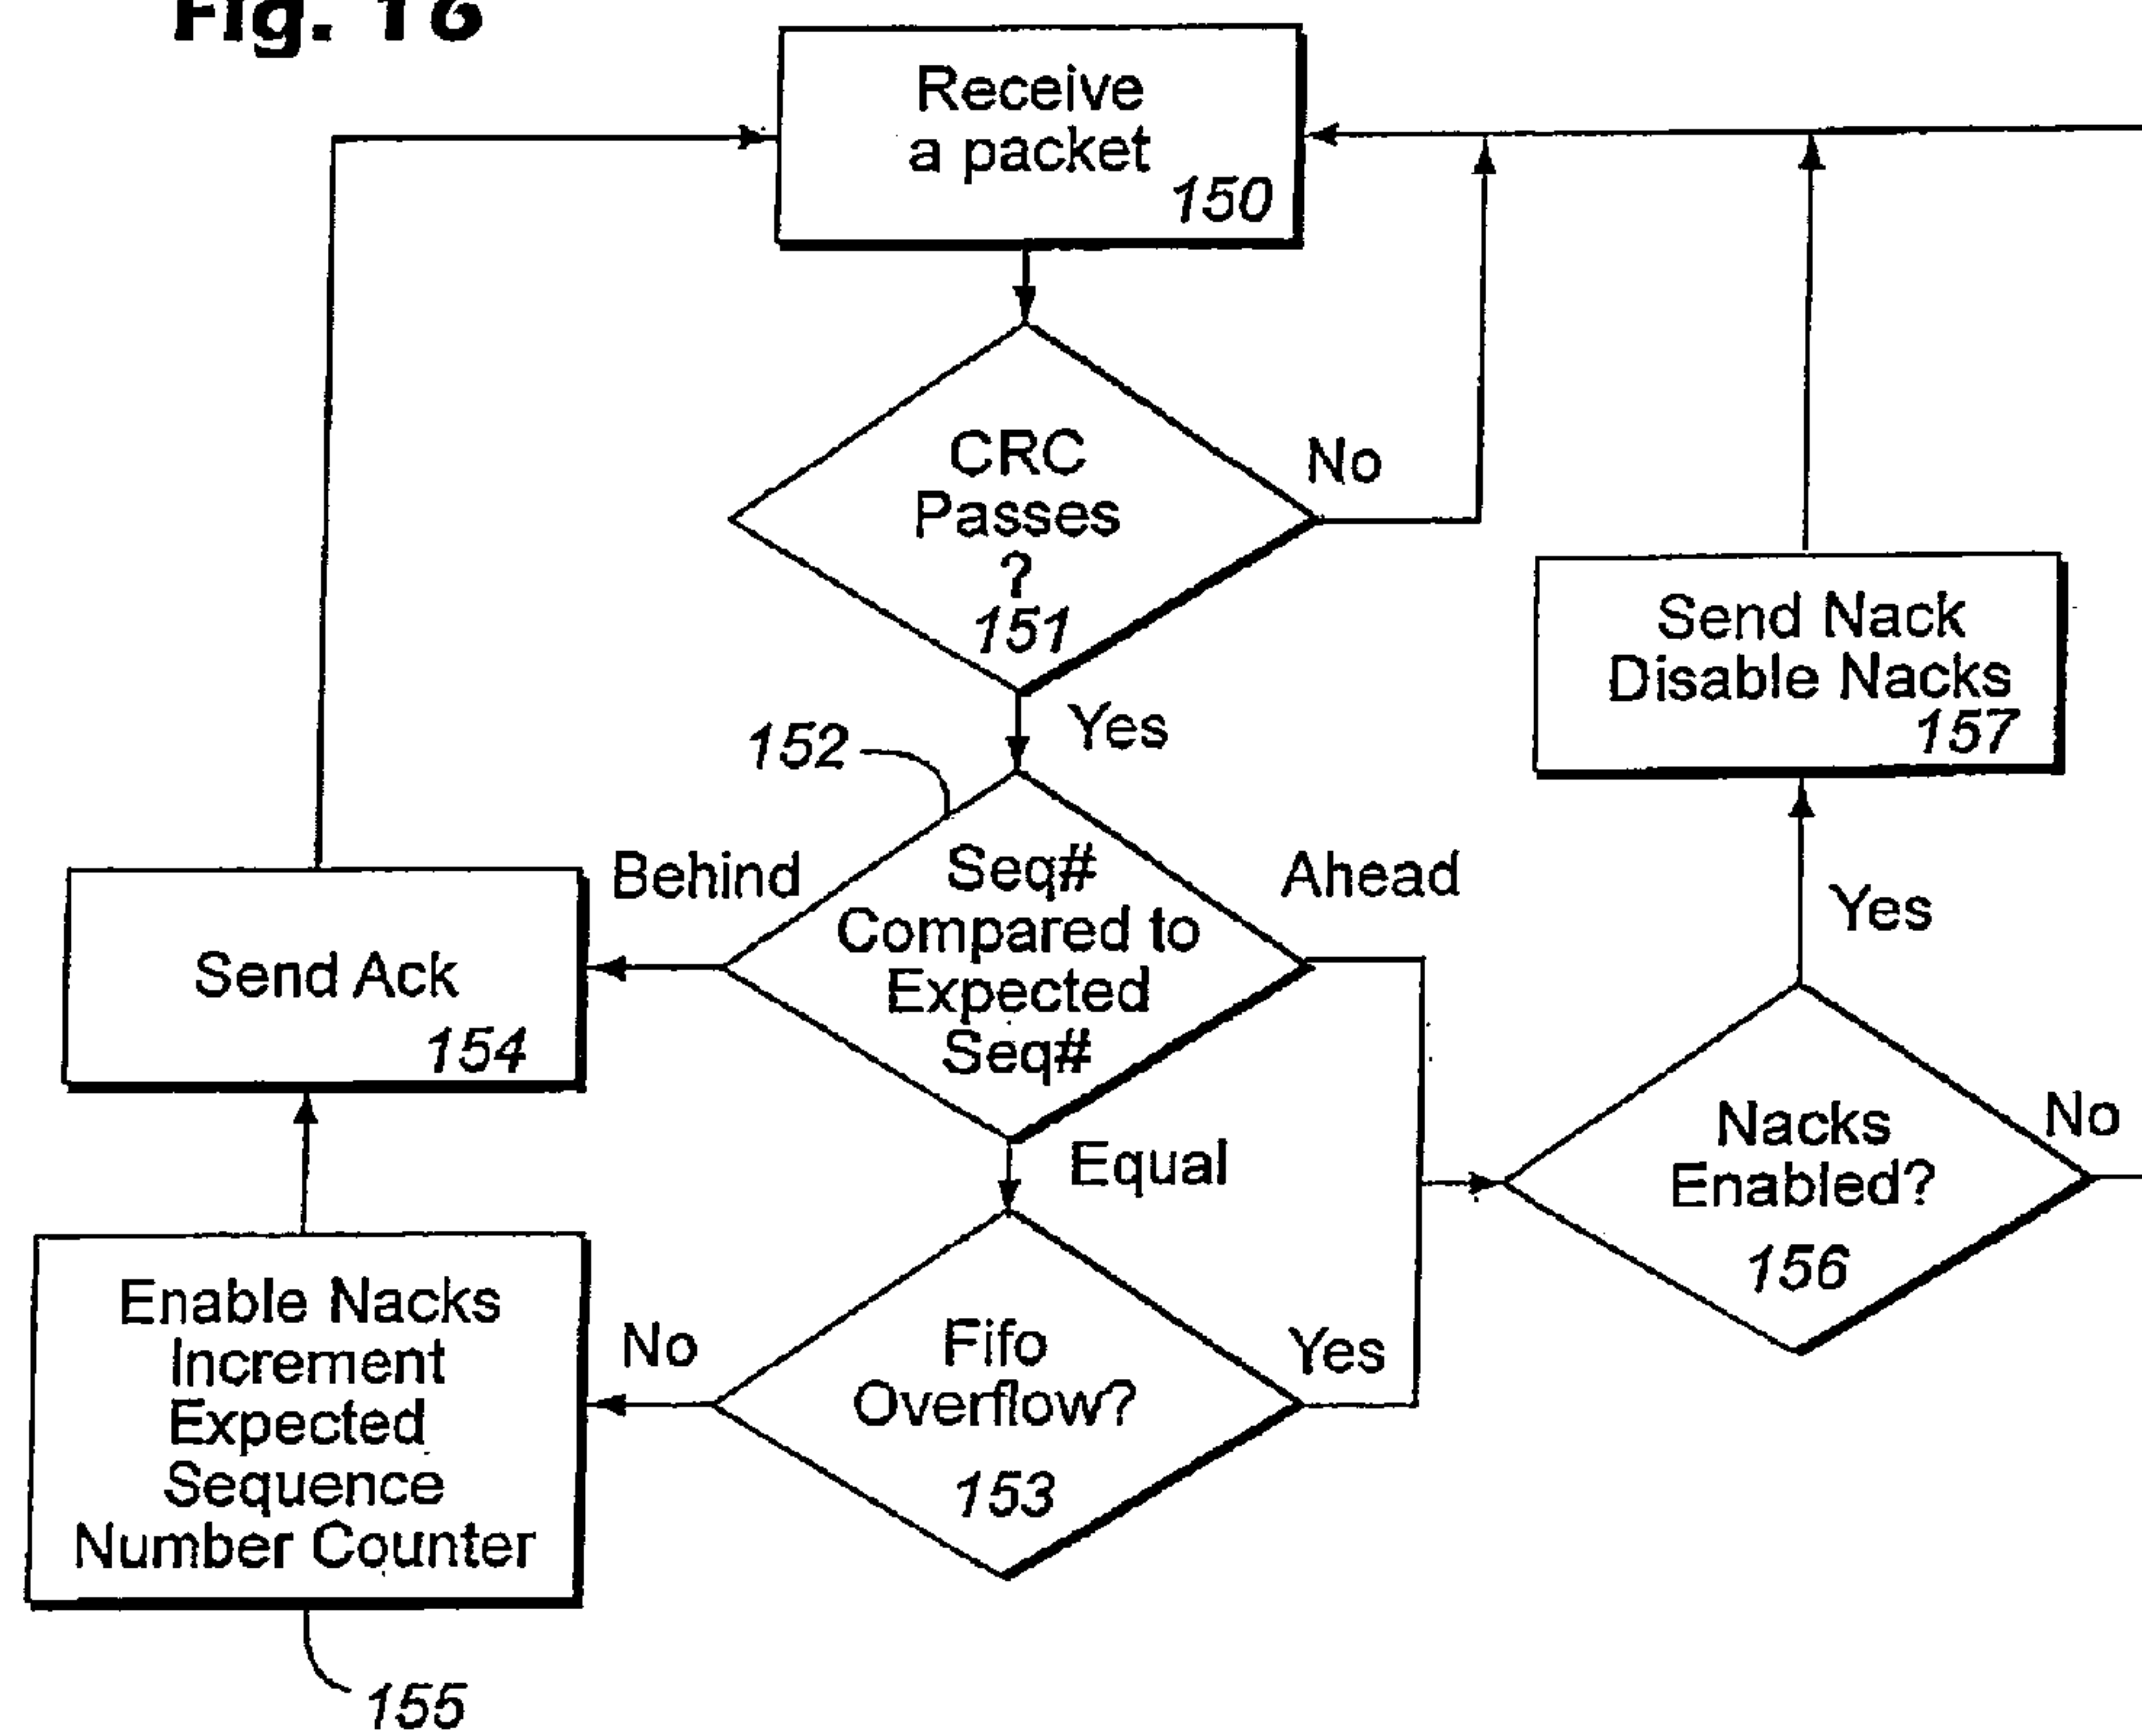 Fig. 16
Receive
a packet
150
CRC
Passes
?
151
No
Yes
152
Send Nack
Disable Nacks
157
Behind
Seq#
Compared to
Expected
Seq#
Ahead
Yes
Send Ack
154
Equal
Nacks
Enabled?
156
No
Enable Nacks
Increment
Expected
Sequence
Number Counter
No
Fifo
Overflow?
153
Yes
155